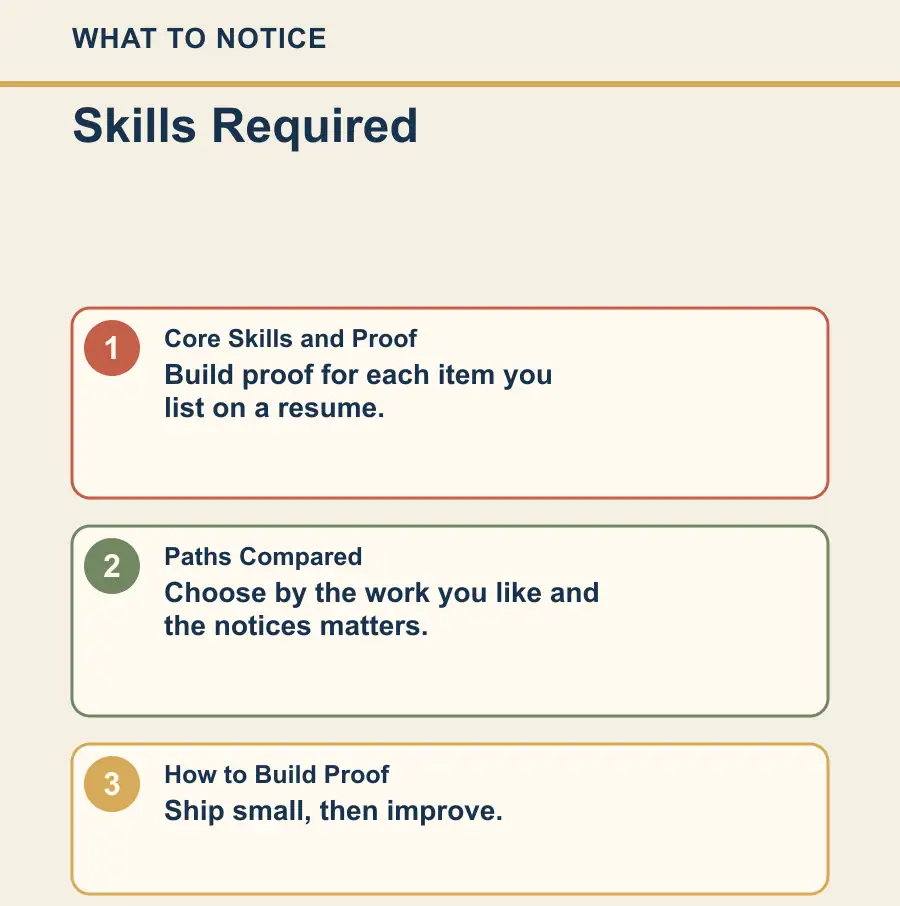 WHAT TO NOTICE
Skills Required
1
Core Skills and Proof
Build proof for each item you
list on a resume.
2
Paths Compared
Choose by the work you like and
the notices matters.
3
How to Build Proof
Ship small, then improve.